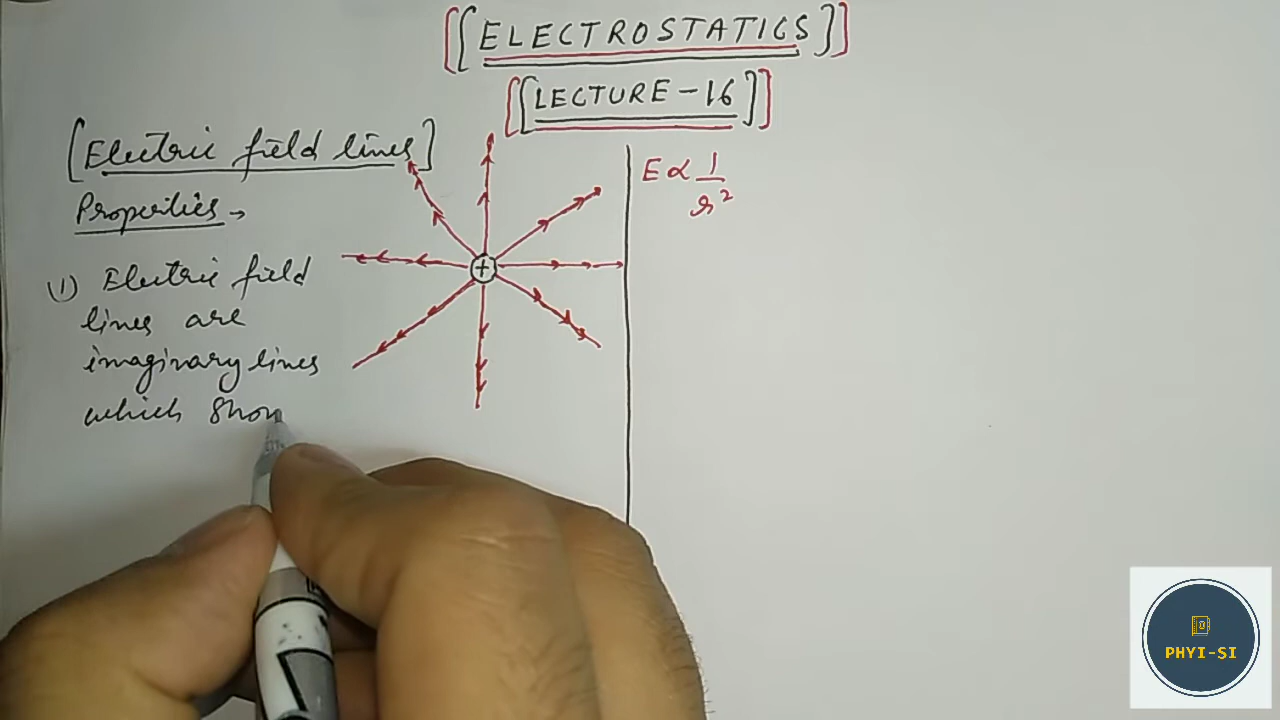 [[ELECTROSTATICS]]
[[LECTURE-16]]
[Electric field lines]
Properties →
(1) Electric field
lines are
imaginary lines
which show
+
E ∝ 1/r²
PHYI-SI